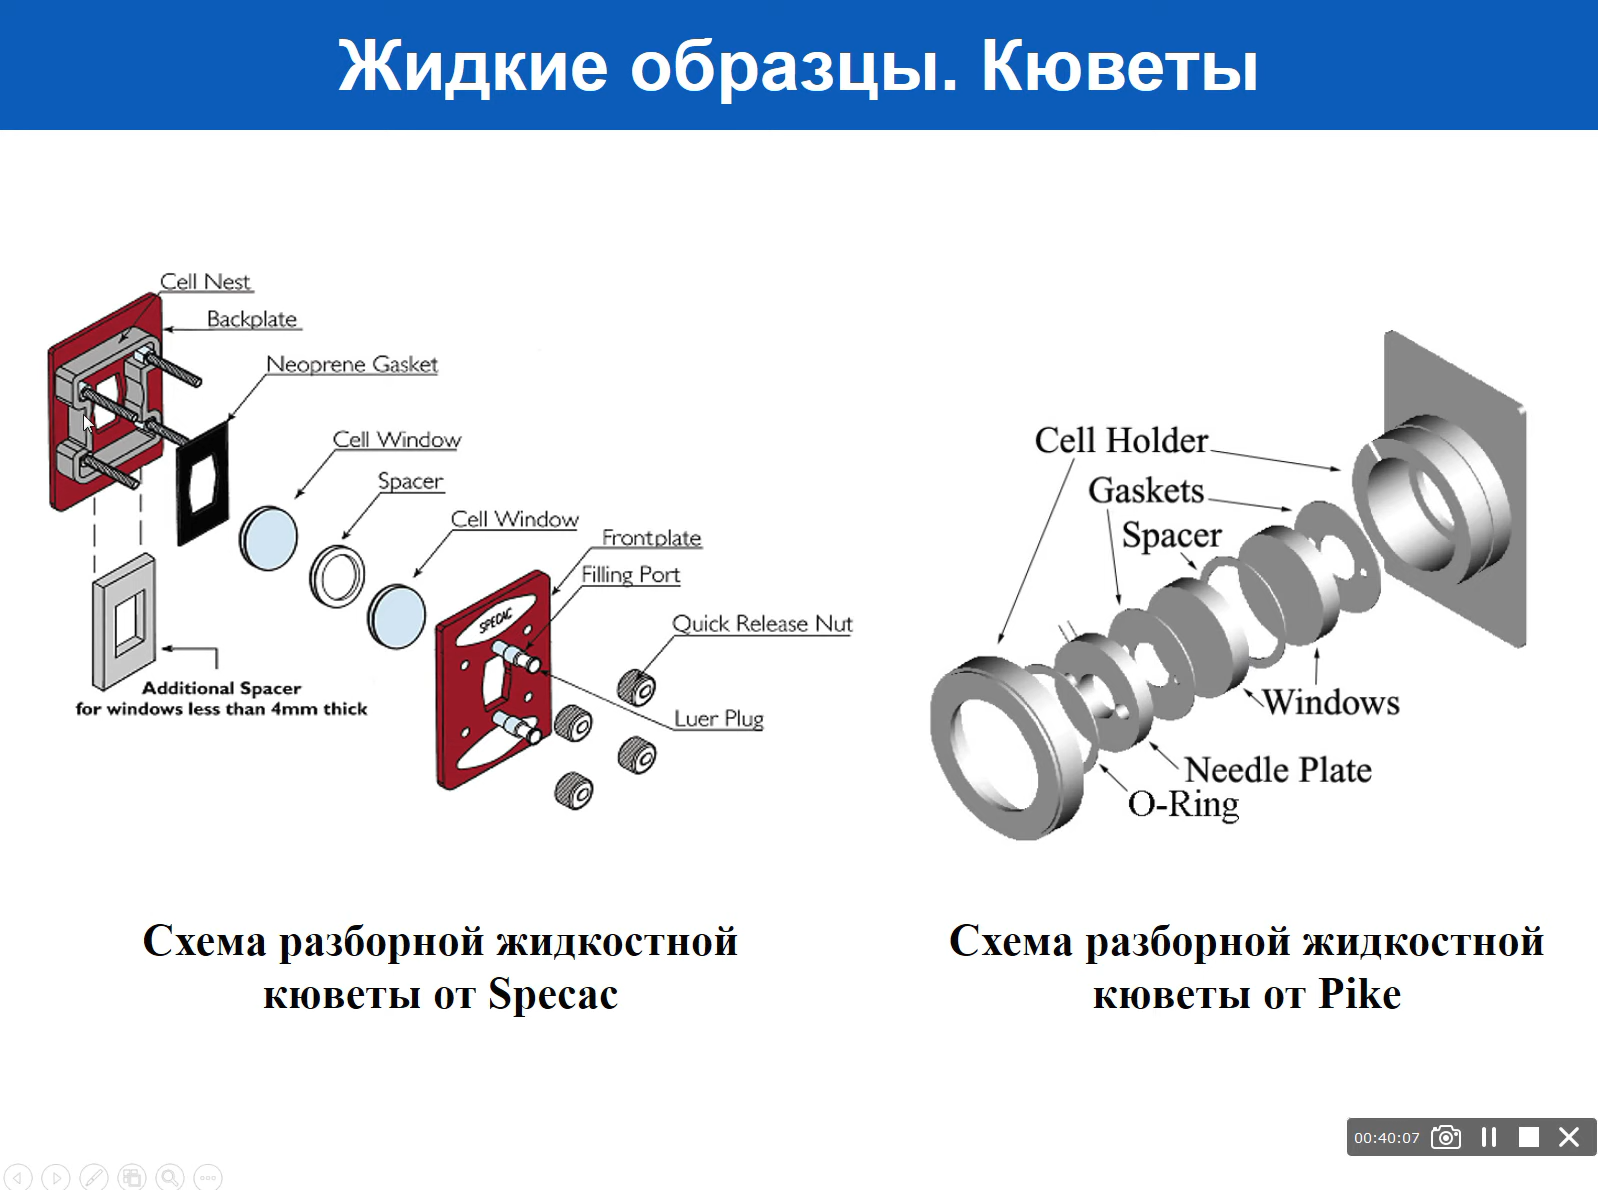 Жидкие образцы. Кюветы
Cell Nest
Backplate
Neoprene Gasket
Cell Window
Spacer
Cell Window
Frontplate
Filling Port
SPECAC
Quick Release Nut
Luer Plug
Additional Spacer
for windows less than 4mm thick
Cell Holder
Gaskets
Spacer
Windows
Needle Plate
O-Ring
Схема разборной жидкостной
кюветы от Specac
Схема разборной жидкостной
кюветы от Pike
00:40:07